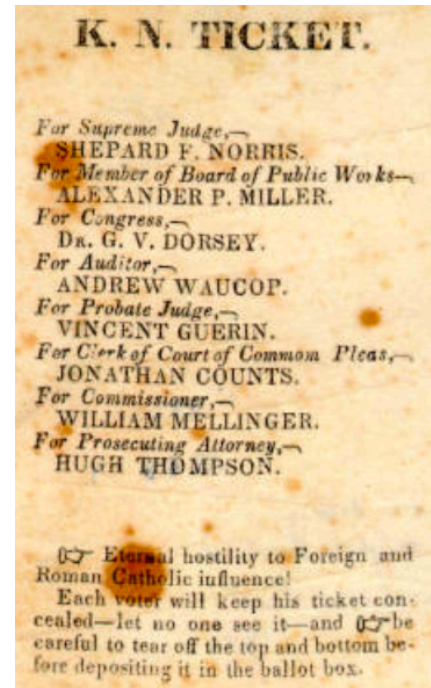 K. N. TICKET.
For Supreme Judge,
SHEPARD F. NORRIS.
For Member of Board of Public Works
ALEXANDER P. MILLER.
For Congress,
DR. G. V. DORSEY.
For Auditor,
ANDREW WAUCOP.
For Probate Judge,
VINCENT GUERIN.
For Clerk of Court of Commom Pleas,
JONATHAN COUNTS.
For Commissioner,
WILLIAM MELLINGER.
For Prosecuting Attorney,
HUGH THOMPSON.
☞ Eternal hostility to Foreign and
Roman Catholic influence!
Each voter will keep his ticket con-
cealed—let no one see it—and ☞ be
careful to tear off the top and bottom be-
fore depositing it in the ballot box.